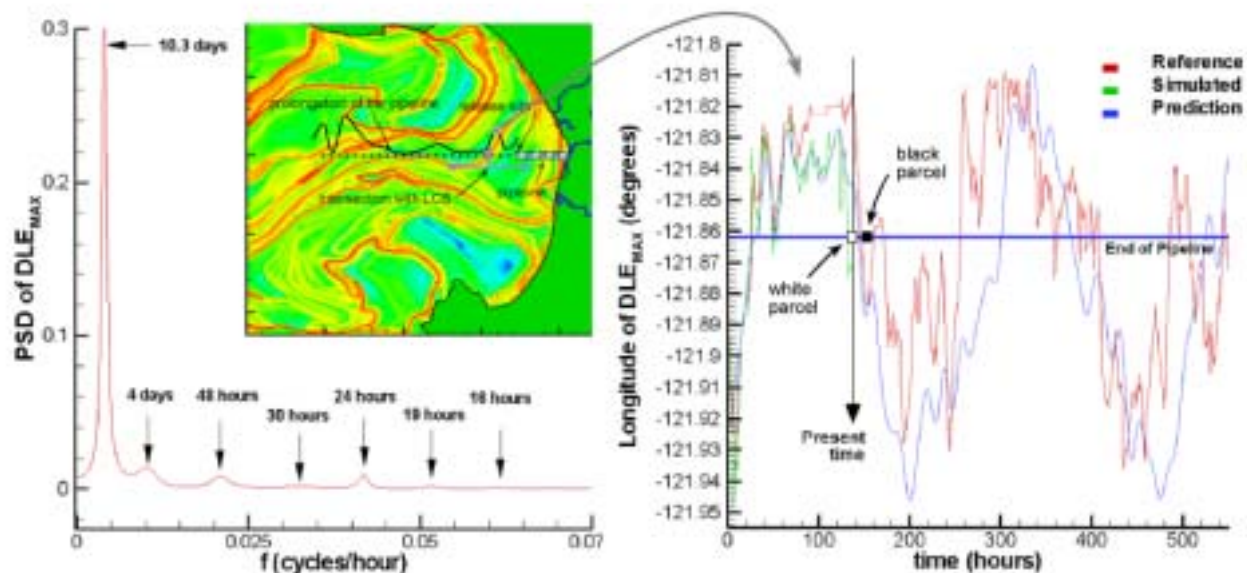 0.3
0.2
0.1
0
PSD of DLE_MAX
10.3 days
4 days
48 hours
30 hours
24 hours
19 hours
16 hours
0
0.025
0.05
0.07
f (cycles/hour)
prolongation of the pipeline
intersection with LCS
pipeline
-121.8
-121.81
-121.82
-121.83
-121.84
-121.85
-121.86
-121.87
-121.88
-121.89
-121.9
-121.91
-121.92
-121.93
-121.94
-121.95
Longitude of DLE_MAX (degrees)
Reference
Simulated
Prediction
black
parcel
End of Pipeline
white
parcel
Present
time
0
100
200
300
400
500
time (hours)